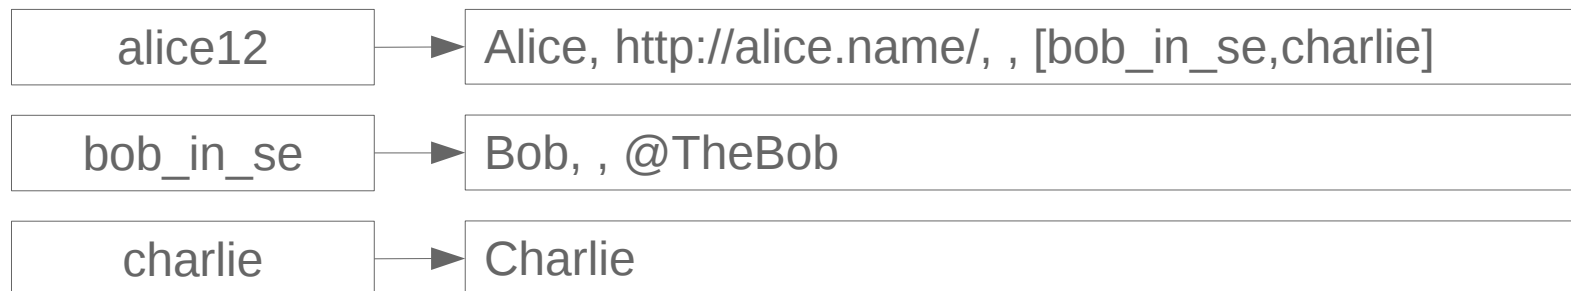 alice12
Alice, http://alice.name/, , [bob_in_se,charlie]
bob_in_se
Bob, , @TheBob
charlie
Charlie